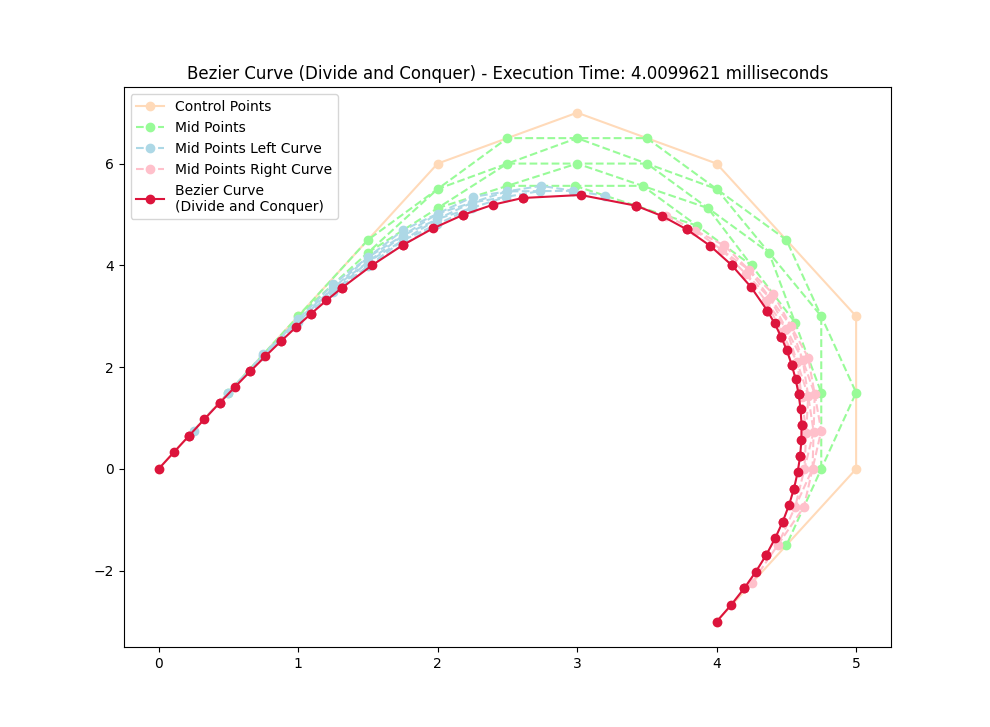 Bezier Curve (Divide and Conquer) - Execution Time: 4.0099621 milliseconds
Control Points
Mid Points
Mid Points Left Curve
Mid Points Right Curve
Bezier Curve
(Divide and Conquer)
6
4
2
0
−2
0 1 2 3 4 5